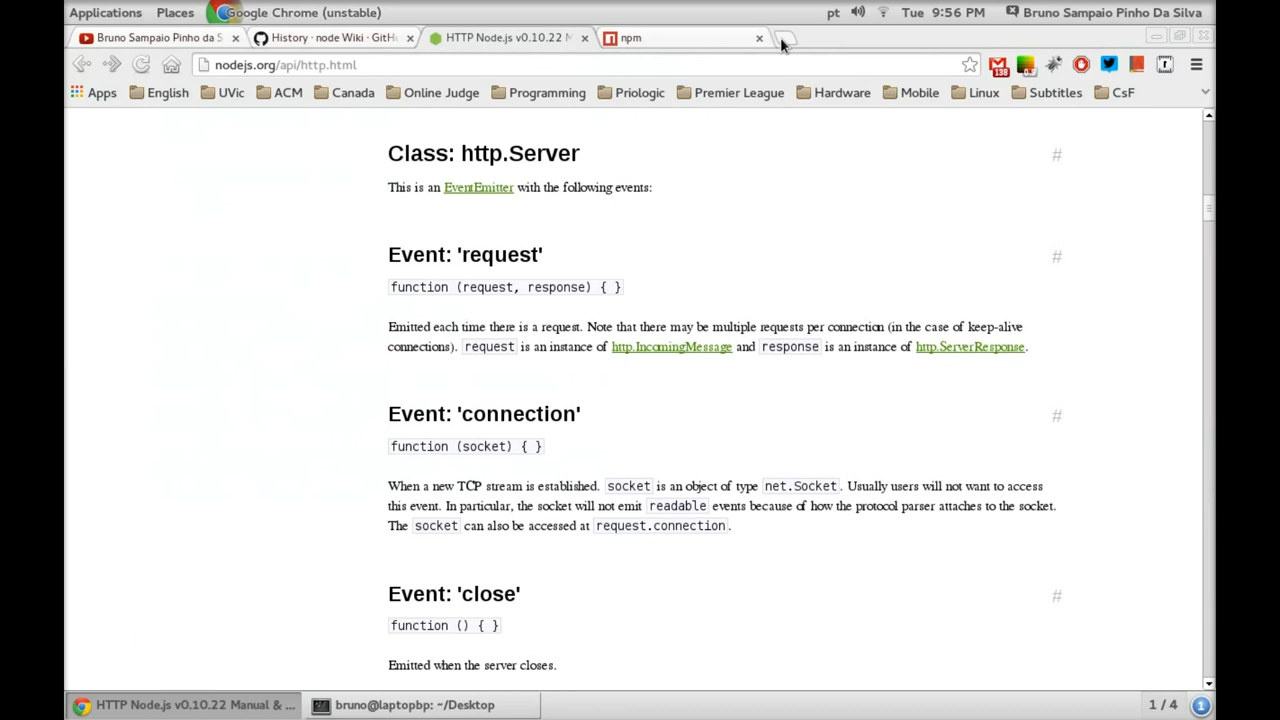 Applications Places Google Chrome (unstable) pt Tue 9:56 PM Bruno Sampaio Pinho Da Silva
Bruno Sampaio Pinho da S History · node Wiki · GitHu HTTP Node.js v0.10.22 M npm
nodejs.org/api/http.html 138
Apps English UVic ACM Canada Online Judge Programming Priologic Premier League Hardware Mobile Linux Subtitles CsF
Class: http.Server #
This is an EventEmitter with the following events:
Event: 'request' #
function (request, response) { }
Emitted each time there is a request. Note that there may be multiple requests per connection (in the case of keep-alive
connections). request is an instance of http.IncomingMessage and response is an instance of http.ServerResponse.
Event: 'connection' #
function (socket) { }
When a new TCP stream is established. socket is an object of type net.Socket. Usually users will not want to access
this event. In particular, the socket will not emit readable events because of how the protocol parser attaches to the socket.
The socket can also be accessed at request.connection.
Event: 'close' #
function () { }
Emitted when the server closes.
HTTP Node.js v0.10.22 Manual & ... bruno@laptopbp: ~/Desktop 1 / 4 1